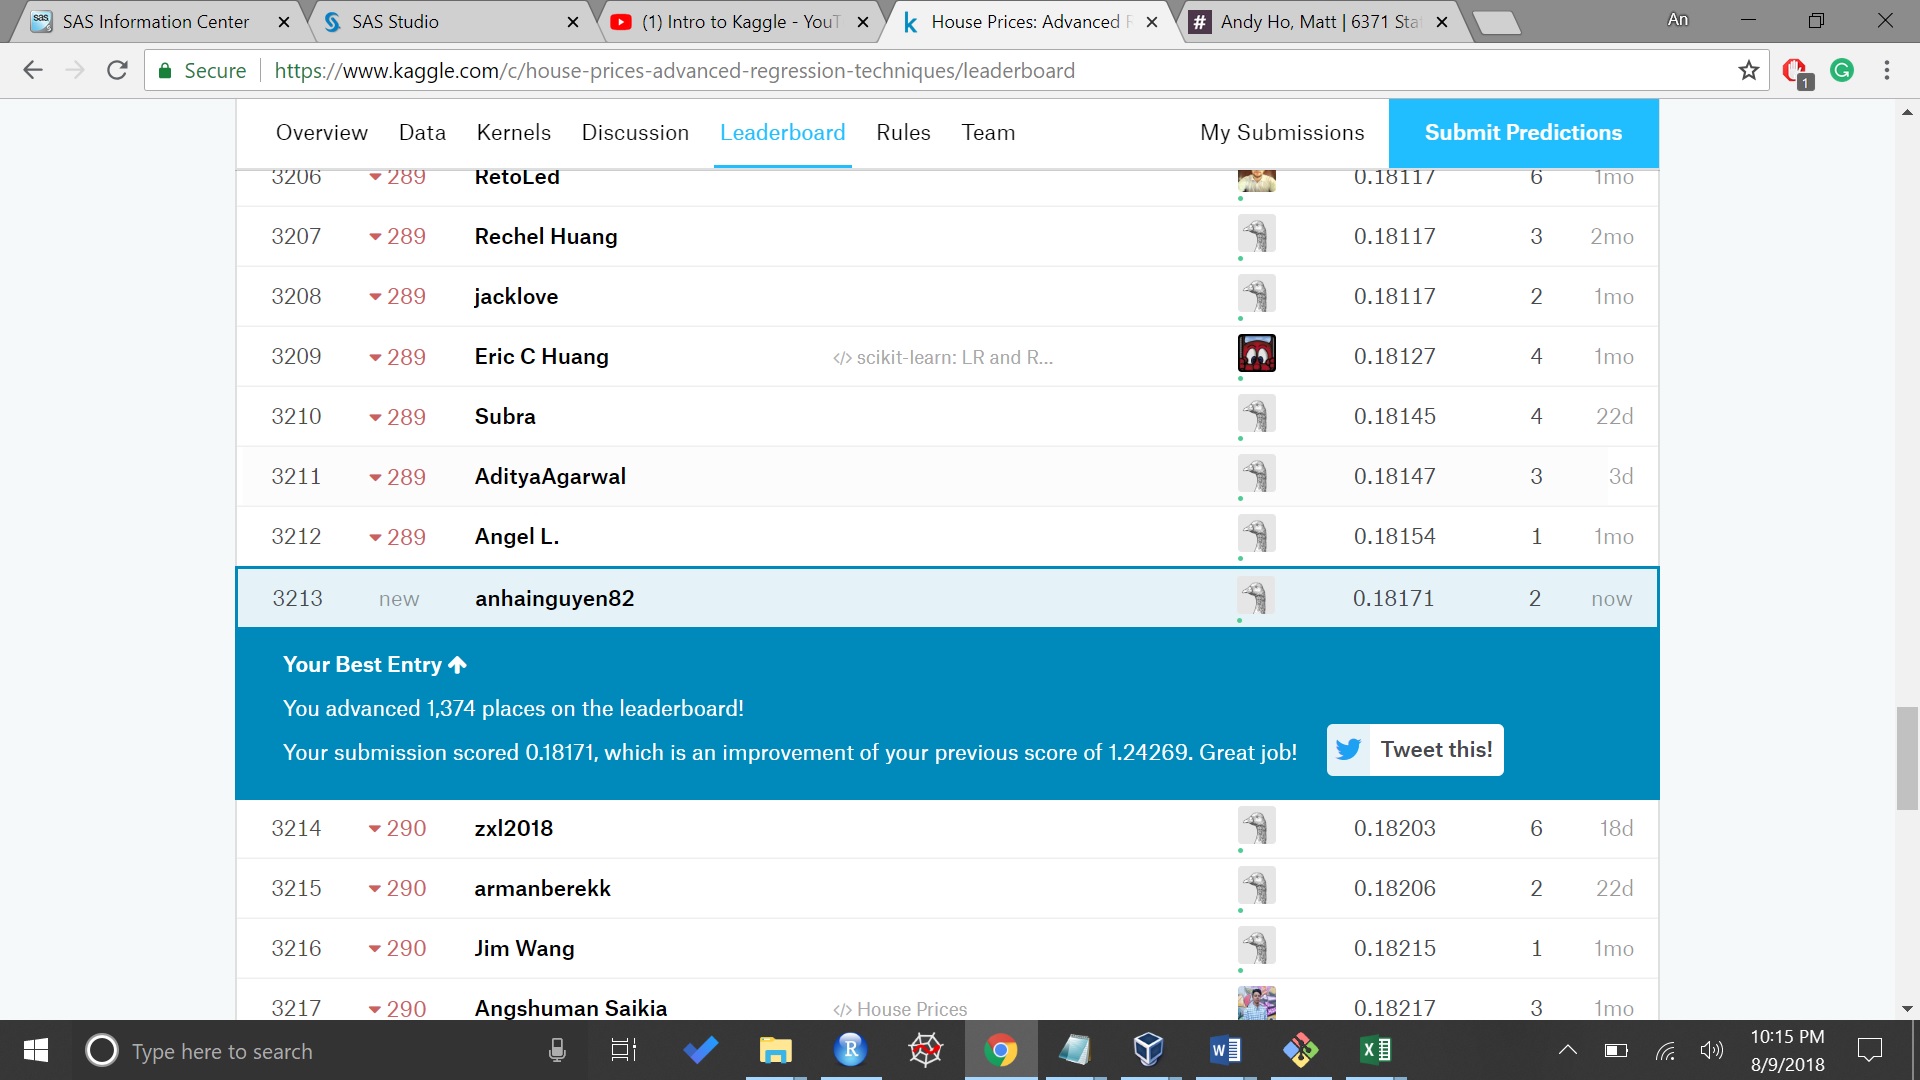 SAS Information Center
SAS Studio
(1) Intro to Kaggle - YouT
House Prices: Advanced R
Andy Ho, Matt | 6371 Stat
An
Secure https://www.kaggle.com/c/house-prices-advanced-regression-techniques/leaderboard
1
Overview Data Kernels Discussion Leaderboard Rules Team My Submissions Submit Predictions
3206 289 RetoLed 0.18117 6 1mo
3207 289 Rechel Huang 0.18117 3 2mo
3208 289 jacklove 0.18117 2 1mo
3209 289 Eric C Huang </> scikit-learn: LR and R... 0.18127 4 1mo
3210 289 Subra 0.18145 4 22d
3211 289 AdityaAgarwal 0.18147 3 3d
3212 289 Angel L. 0.18154 1 1mo
3213 new anhainguyen82 0.18171 2 now
Your Best Entry
You advanced 1,374 places on the leaderboard!
Your submission scored 0.18171, which is an improvement of your previous score of 1.24269. Great job! Tweet this!
3214 290 zxl2018 0.18203 6 18d
3215 290 armanberekk 0.18206 2 22d
3216 290 Jim Wang 0.18215 1 1mo
3217 290 Angshuman Saikia </> House Prices 0.18217 3 1mo
Type here to search
10:15 PM
8/9/2018